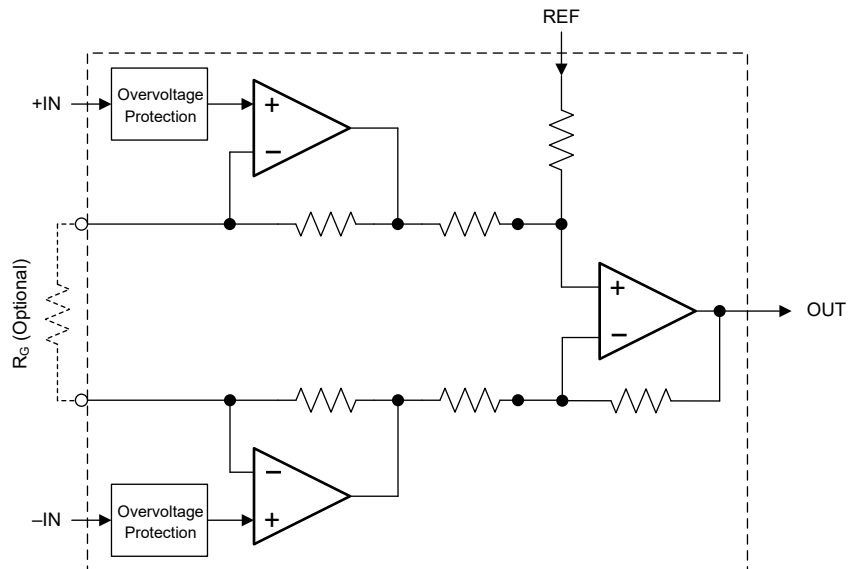 REF
+IN
Overvoltage
Protection
+
−
R_G (Optional)
+
−
OUT
−
+
–IN
Overvoltage
Protection